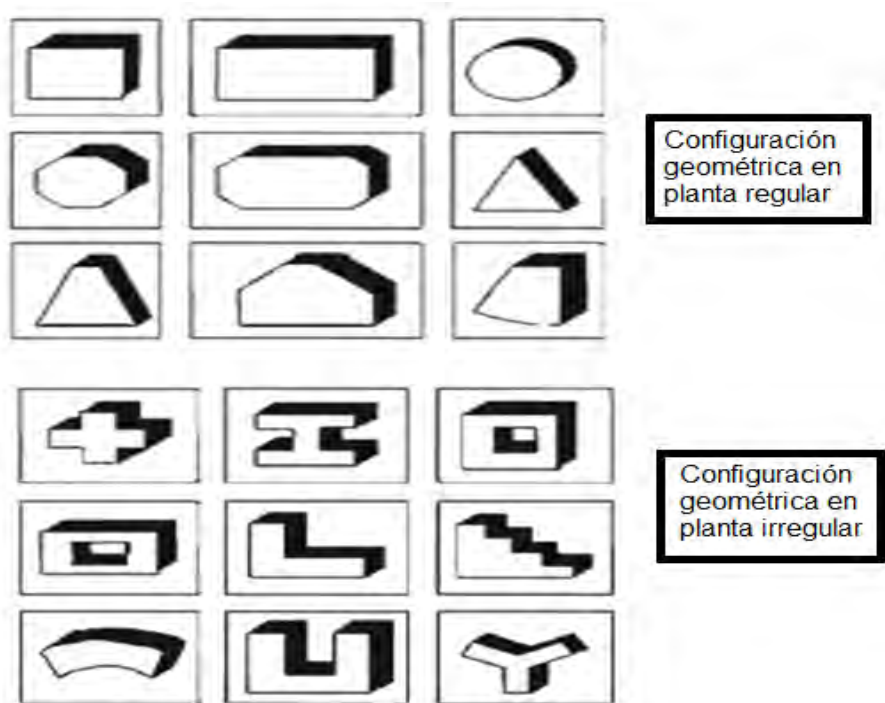 Configuración
geométrica en
planta regular
Configuración
geométrica en
planta irregular